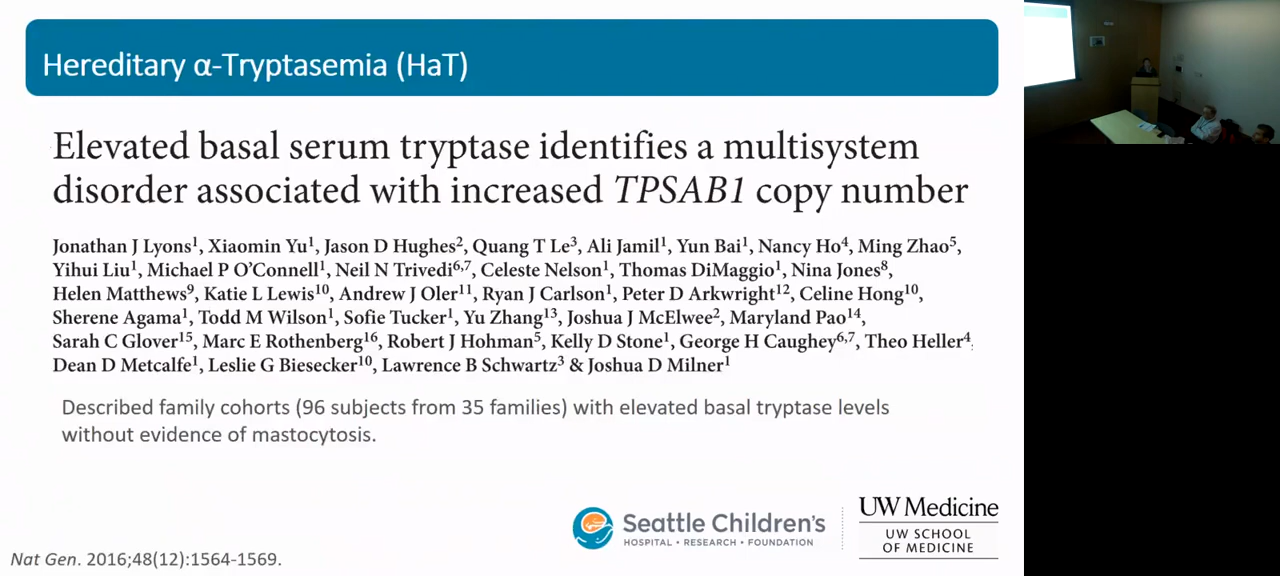 Hereditary α-Tryptasemia (HaT)
Elevated basal serum tryptase identifies a multisystem
disorder associated with increased TPSAB1 copy number
Jonathan J Lyons1, Xiaomin Yu1, Jason D Hughes2, Quang T Le3, Ali Jamil1, Yun Bai1, Nancy Ho4, Ming Zhao5,
Yihui Liu1, Michael P O’Connell1, Neil N Trivedi6,7, Celeste Nelson1, Thomas DiMaggio1, Nina Jones8,
Helen Matthews9, Katie L Lewis10, Andrew J Oler11, Ryan J Carlson1, Peter D Arkwright12, Celine Hong10,
Sherene Agama1, Todd M Wilson1, Sofie Tucker1, Yu Zhang13, Joshua J McElwee2, Maryland Pao14,
Sarah C Glover15, Marc E Rothenberg16, Robert J Hohman5, Kelly D Stone1, George H Caughey6,7, Theo Heller4,
Dean D Metcalfe1, Leslie G Biesecker10, Lawrence B Schwartz3 & Joshua D Milner1
Described family cohorts (96 subjects from 35 families) with elevated basal tryptase levels
without evidence of mastocytosis.
Seattle Children's
HOSPITAL • RESEARCH • FOUNDATION
UW Medicine
UW SCHOOL
OF MEDICINE
Nat Gen. 2016;48(12):1564-1569.